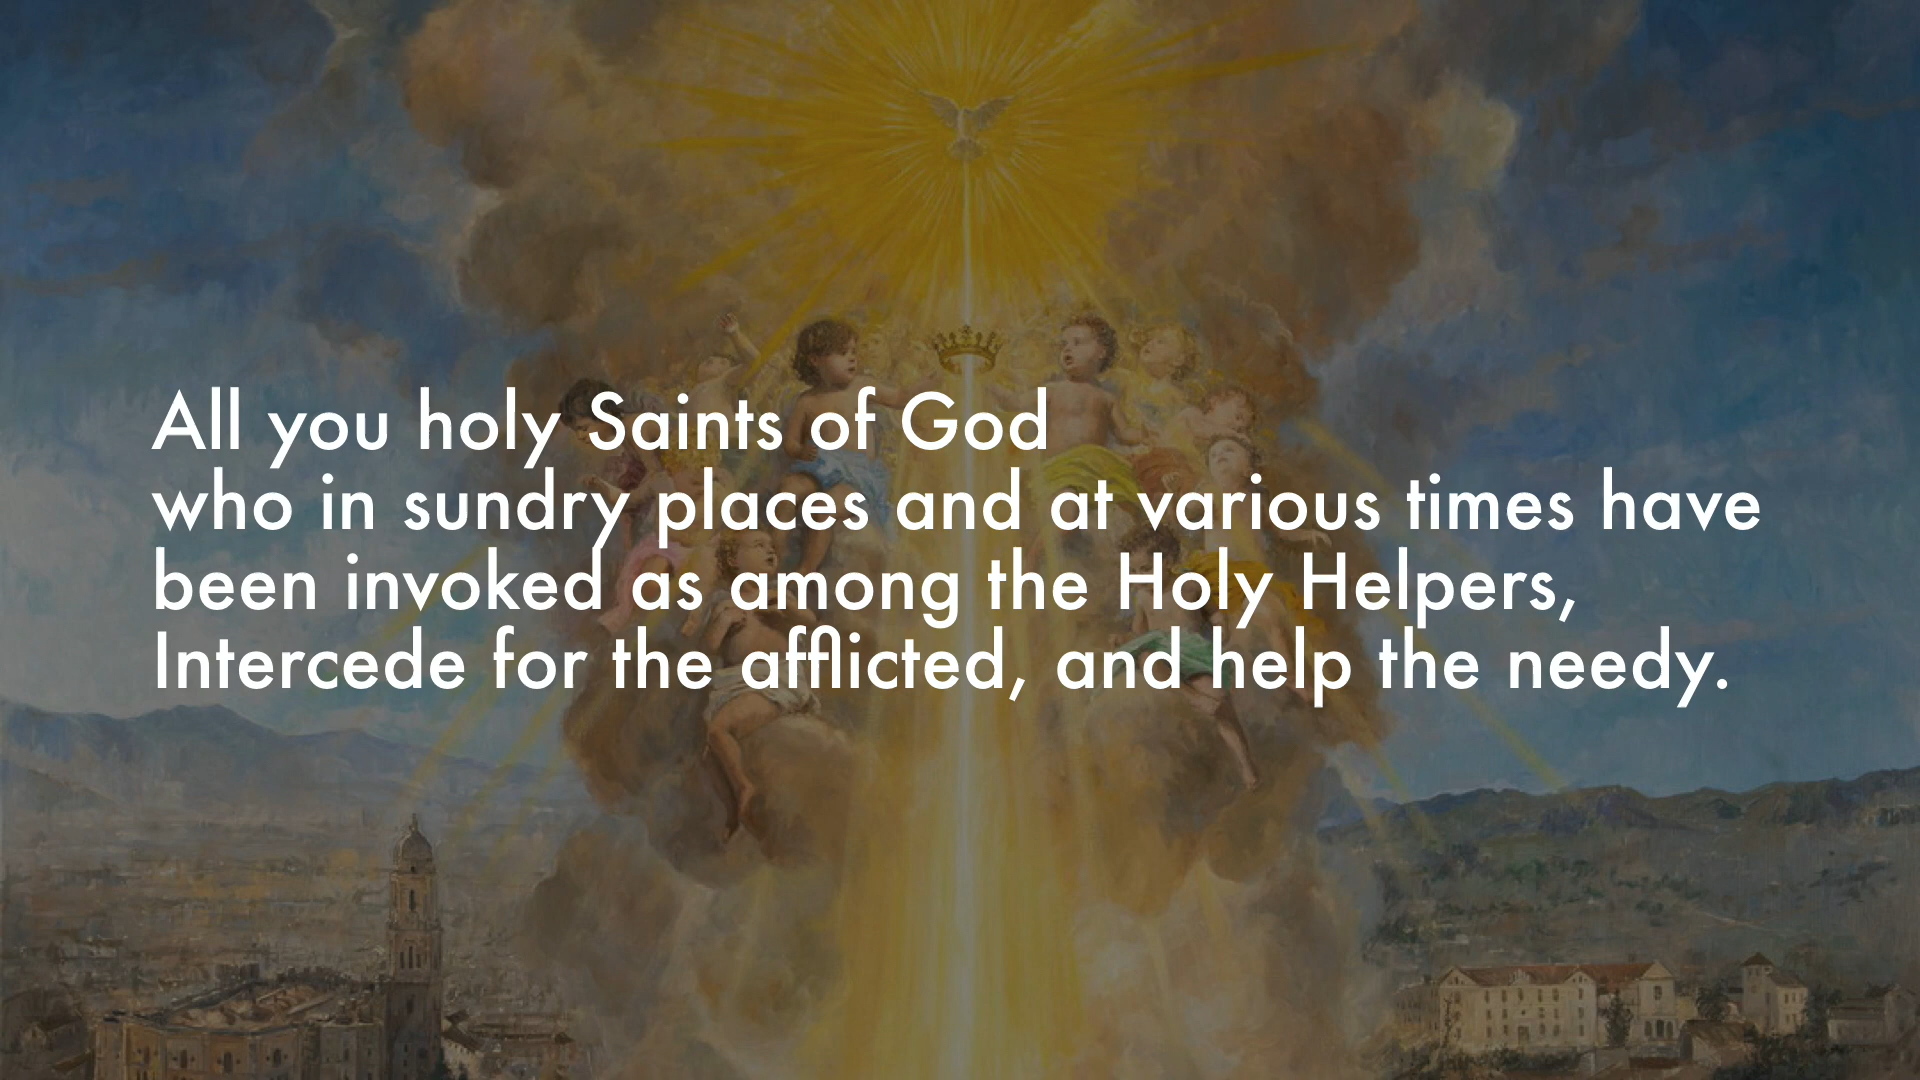 All you holy Saints of God
who in sundry places and at various times have
been invoked as among the Holy Helpers,
Intercede for the afflicted, and help the needy.